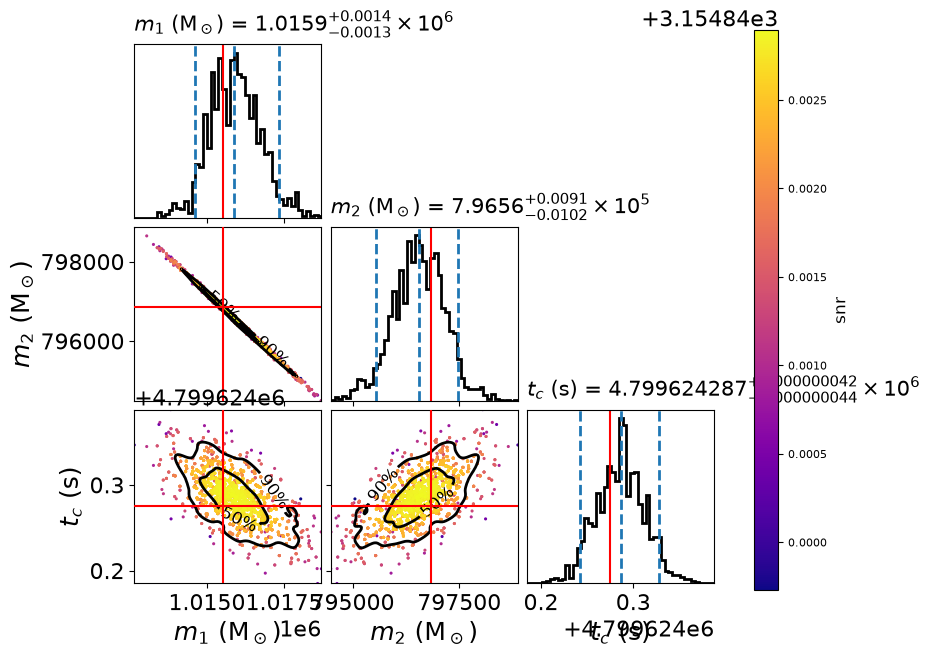 m₁ (M⊙) = 1.0159 +0.0014 −0.0013 × 10⁶
+3.15484e3
0.0025
0.0020
m₂ (M⊙) = 7.9656 +0.0091 −0.0102 × 10⁵
0.0015
snr
m₂ (M⊙)
798000
796000
50%
90%
0.0010
+4.799624e6
t_c (s) = 4.799624287 × 10⁶
0.0005
0.0000
t_c (s)
0.3
0.2
90%
50%
90%
50%
1.0150
1.0175
795000
797500
0.2
0.3
m₁ (M⊙)
1e6
m₂ (M⊙)
+4.799624e6
t_c (s)